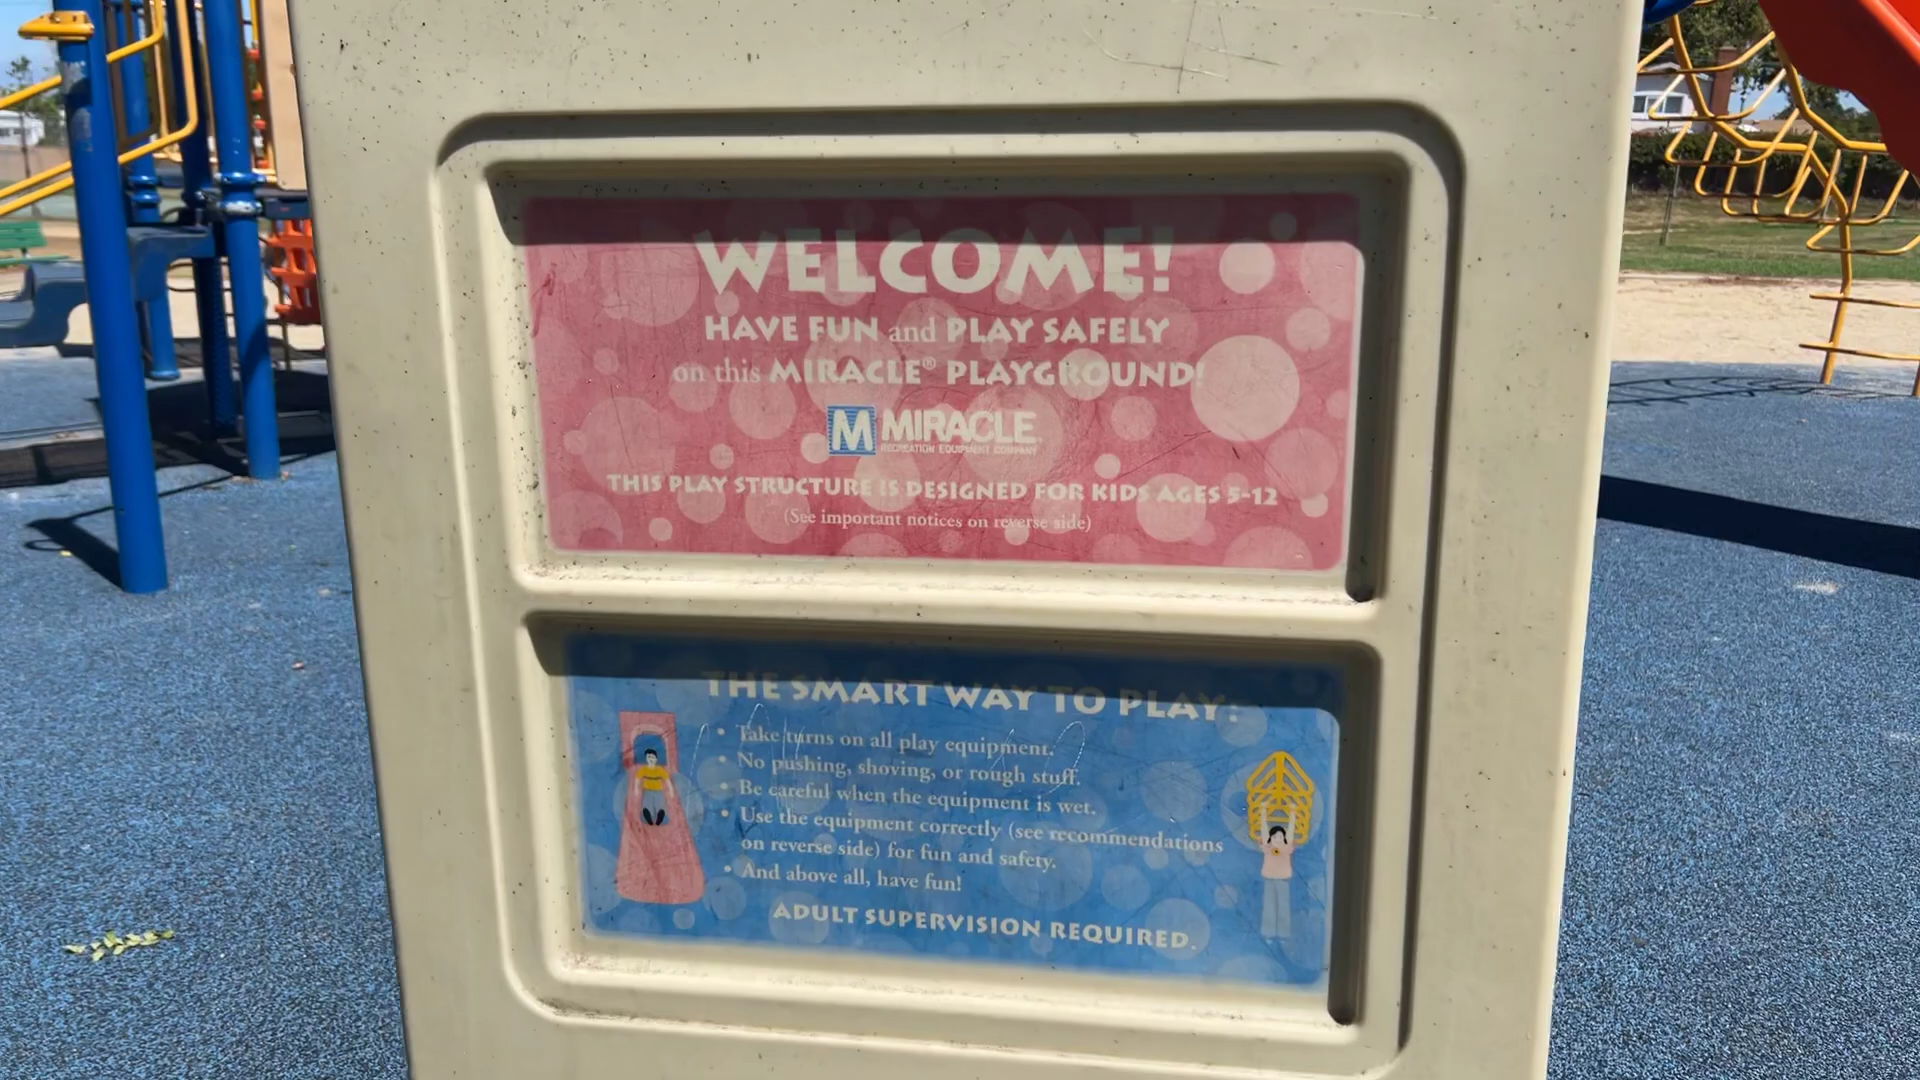 WELCOME!
HAVE FUN and PLAY SAFELY
on this MIRACLE® PLAYGROUND!
M MIRACLE
RECREATION EQUIPMENT COMPANY
THIS PLAY STRUCTURE IS DESIGNED FOR KIDS AGES 5-12
(See important notices on reverse side)
THE SMART WAY TO PLAY:
• Take turns on all play equipment.
• No pushing, shoving, or rough stuff.
• Be careful when the equipment is wet.
• Use the equipment correctly (see recommendations
on reverse side) for fun and safety.
• And above all, have fun!
ADULT SUPERVISION REQUIRED.